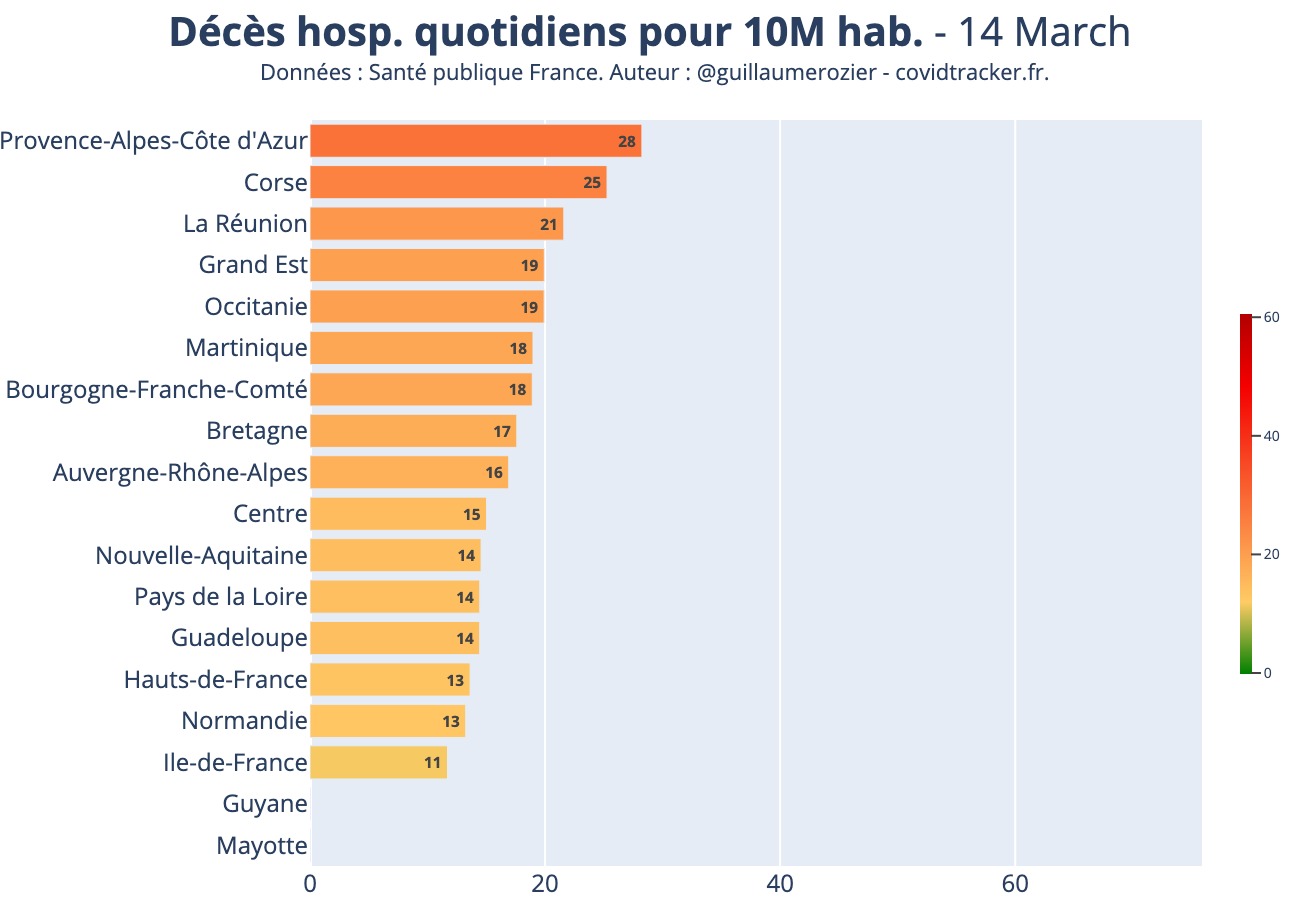 Décès hosp. quotidiens pour 10M hab. - 14 March
Données : Santé publique France. Auteur : @guillaumerozier - covidtracker.fr.
Provence-Alpes-Côte d'Azur 28
Corse 25
La Réunion 21
Grand Est 19
Occitanie 19
Martinique 18
Bourgogne-Franche-Comté 18
Bretagne 17
Auvergne-Rhône-Alpes 16
Centre 15
Nouvelle-Aquitaine 14
Pays de la Loire 14
Guadeloupe 14
Hauts-de-France 13
Normandie 13
Ile-de-France 11
Guyane
Mayotte
0 20 40 60
60
40
20
0